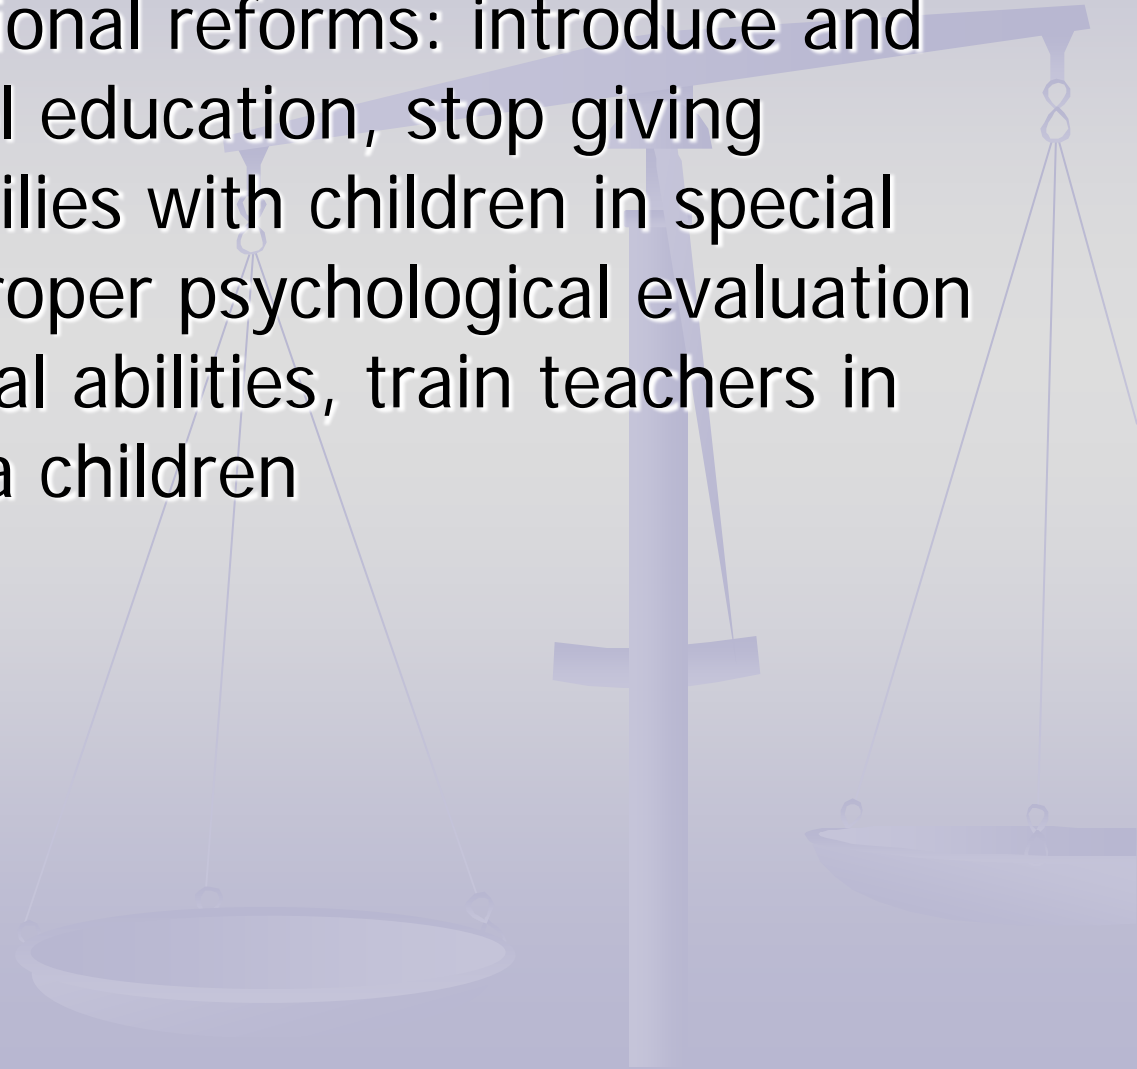 ional reforms: introduce and
l education, stop giving
ilies with children in special
roper psychological evaluation
al abilities, train teachers in
a children